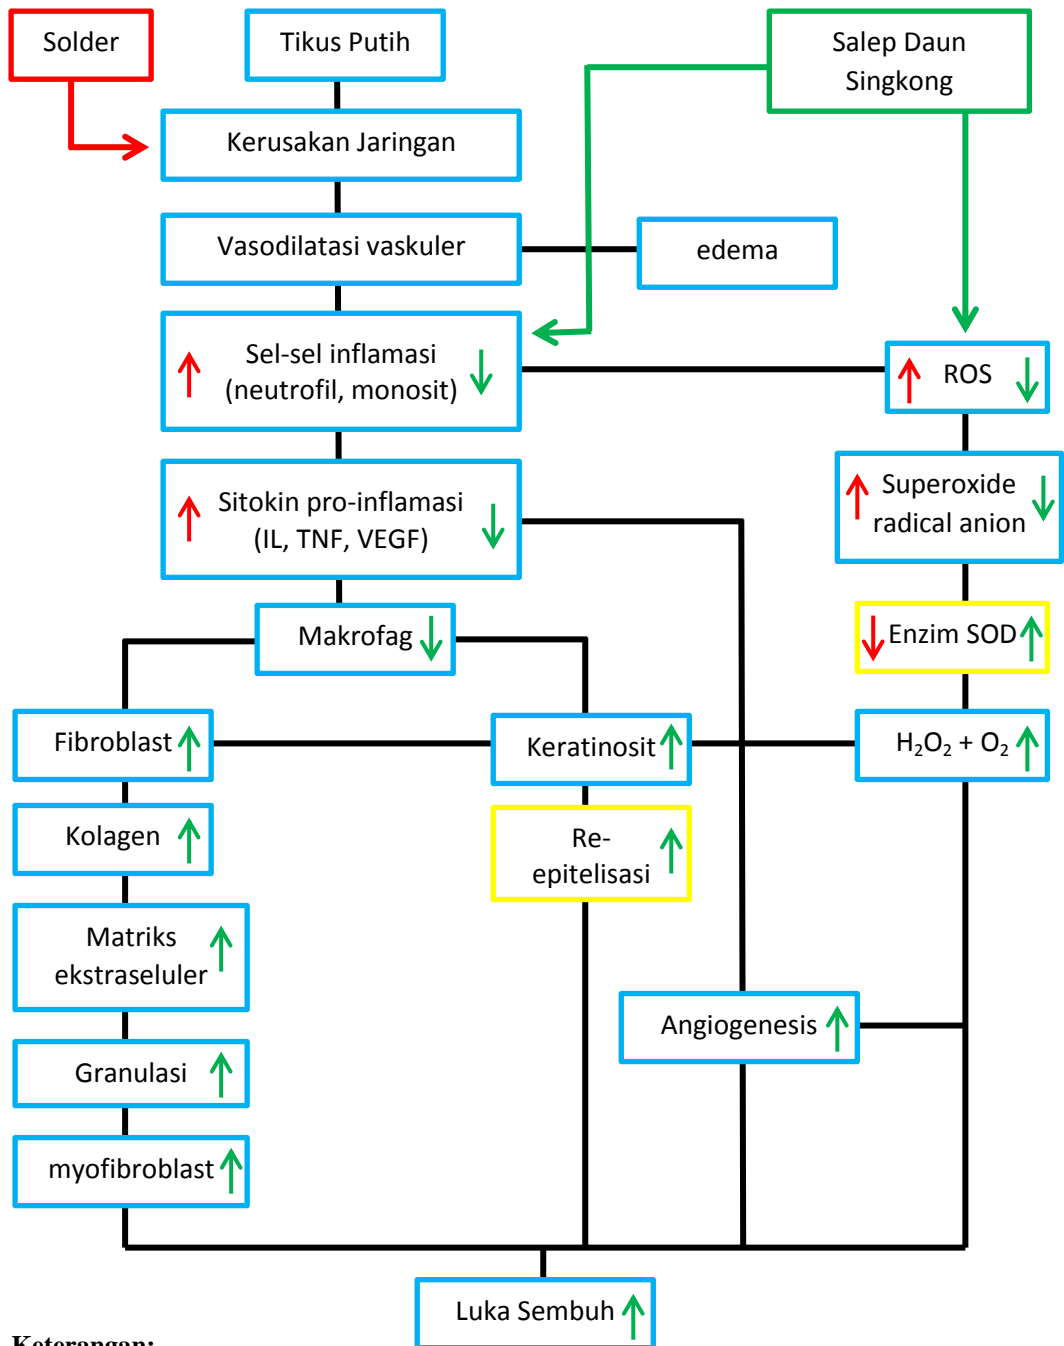 Solder
Tikus Putih
Salep Daun
Singkong
Kerusakan Jaringan
Vasodilatasi vaskuler
edema
Sel-sel inflamasi
(neutrofil, monosit)
ROS
Sitokin pro-inflamasi
(IL, TNF, VEGF)
Superoxide
radical anion
Makrofag
Enzim SOD
Fibroblast
Keratinosit
H₂O₂ + O₂
Kolagen
Re-
epitelisasi
Matriks
ekstraseluler
Angiogenesis
Granulasi
myofibroblast
Luka Sembuh
Keterangan: